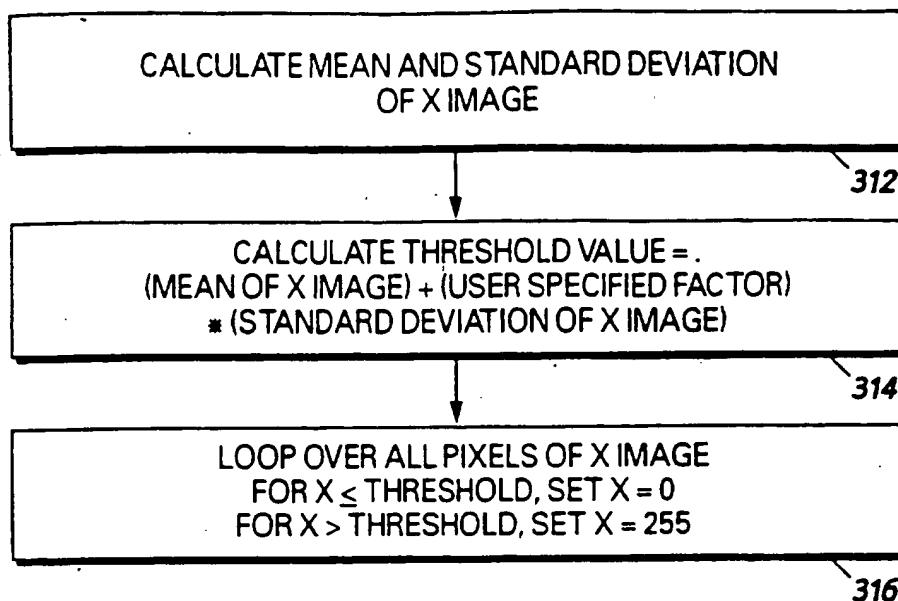 CALCULATE MEAN AND STANDARD DEVIATION
OF X IMAGE
312
CALCULATE THRESHOLD VALUE = .
(MEAN OF X IMAGE) + (USER SPECIFIED FACTOR)
* (STANDARD DEVIATION OF X IMAGE)
314
LOOP OVER ALL PIXELS OF X IMAGE
FOR X ≤ THRESHOLD, SET X = 0
FOR X > THRESHOLD, SET X = 255
316